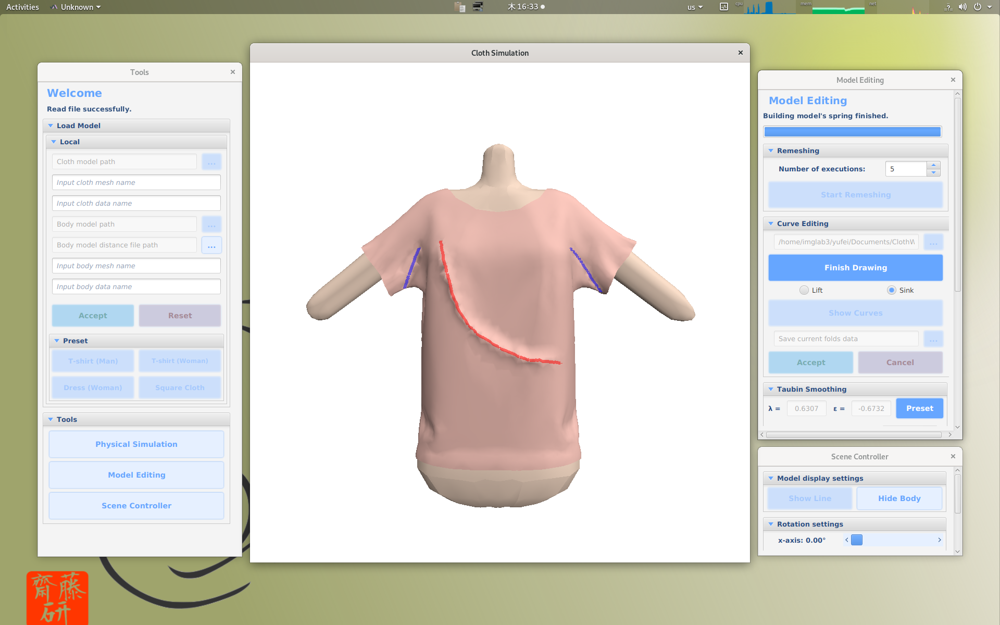 Activities
Unknown
木 16:33
us
cpu
mem
net
?
Tools
Welcome
Read file successfully.
Load Model
Local
Cloth model path
...
Input cloth mesh name
Input cloth data name
Body model path
...
Body model distance file path
...
Input body mesh name
Input body data name
Accept
Reset
Preset
T-shirt (Man)
T-shirt (Woman)
Dress (Woman)
Square Cloth
Tools
Physical Simulation
Model Editing
Scene Controller
Cloth Simulation
Model Editing
Model Editing
Building model's spring finished.
Remeshing
Number of executions:
5
Start Remeshing
Curve Editing
/home/imglab3/yufei/Documents/ClothW
...
Finish Drawing
Lift
Sink
Show Curves
Save current folds data
...
Accept
Cancel
Taubin Smoothing
λ =
0.6307
ε =
-0.6732
Preset
Scene Controller
Model display settings
Show Line
Hide Body
Rotation settings
x-axis: 0.00°
齋藤
研